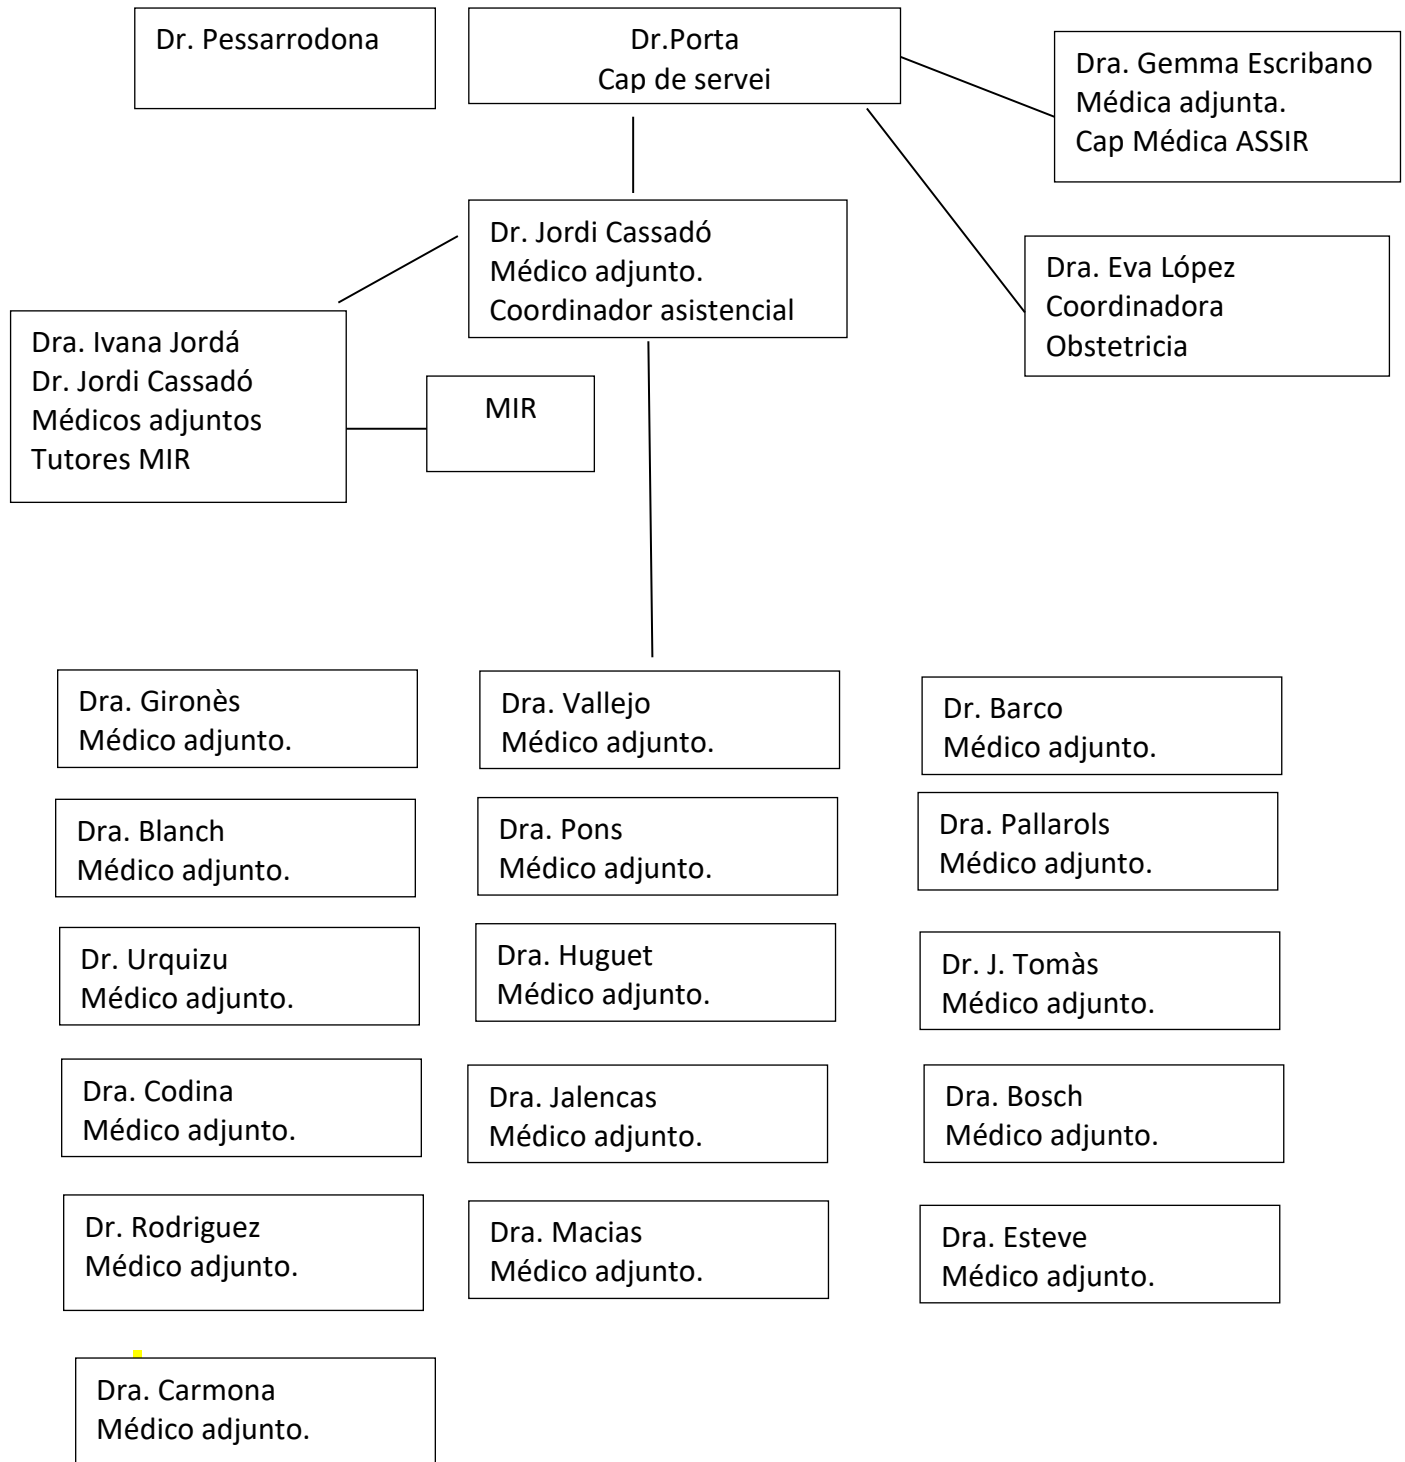 Dr. Pessarrodona
Dr.Porta
Cap de servei
Dra. Gemma Escribano
Médica adjunta.
Cap Médica ASSIR
Dr. Jordi Cassadó
Médico adjunto.
Coordinador asistencial
Dra. Eva López
Coordinadora
Obstetricia
Dra. Ivana Jordá
Dr. Jordi Cassadó
Médicos adjuntos
Tutores MIR
MIR
Dra. Gironès
Médico adjunto.
Dra. Vallejo
Médico adjunto.
Dr. Barco
Médico adjunto.
Dra. Blanch
Médico adjunto.
Dra. Pons
Médico adjunto.
Dra. Pallarols
Médico adjunto.
Dr. Urquizu
Médico adjunto.
Dra. Huguet
Médico adjunto.
Dr. J. Tomàs
Médico adjunto.
Dra. Codina
Médico adjunto.
Dra. Jalencas
Médico adjunto.
Dra. Bosch
Médico adjunto.
Dr. Rodriguez
Médico adjunto.
Dra. Macias
Médico adjunto.
Dra. Esteve
Médico adjunto.
Dra. Carmona
Médico adjunto.